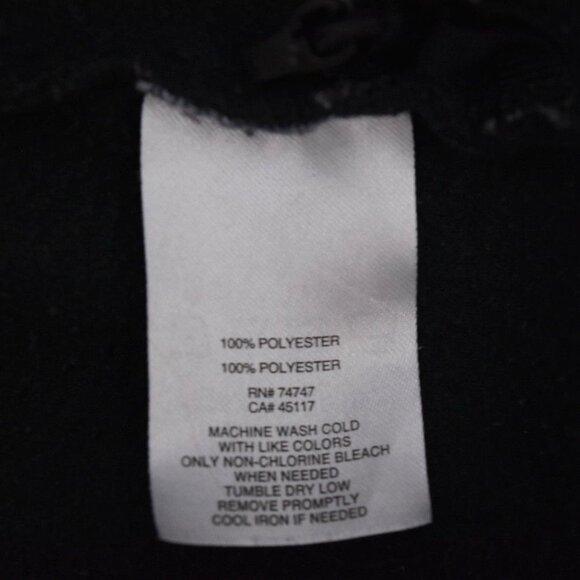 100% POLYESTER
100% POLYESTER
RN# 74747
CA# 45117
MACHINE WASH COLD
WITH LIKE COLORS
ONLY NON-CHLORINE BLEACH
WHEN NEEDED
TUMBLE DRY LOW
REMOVE PROMPTLY
COOL IRON IF NEEDED